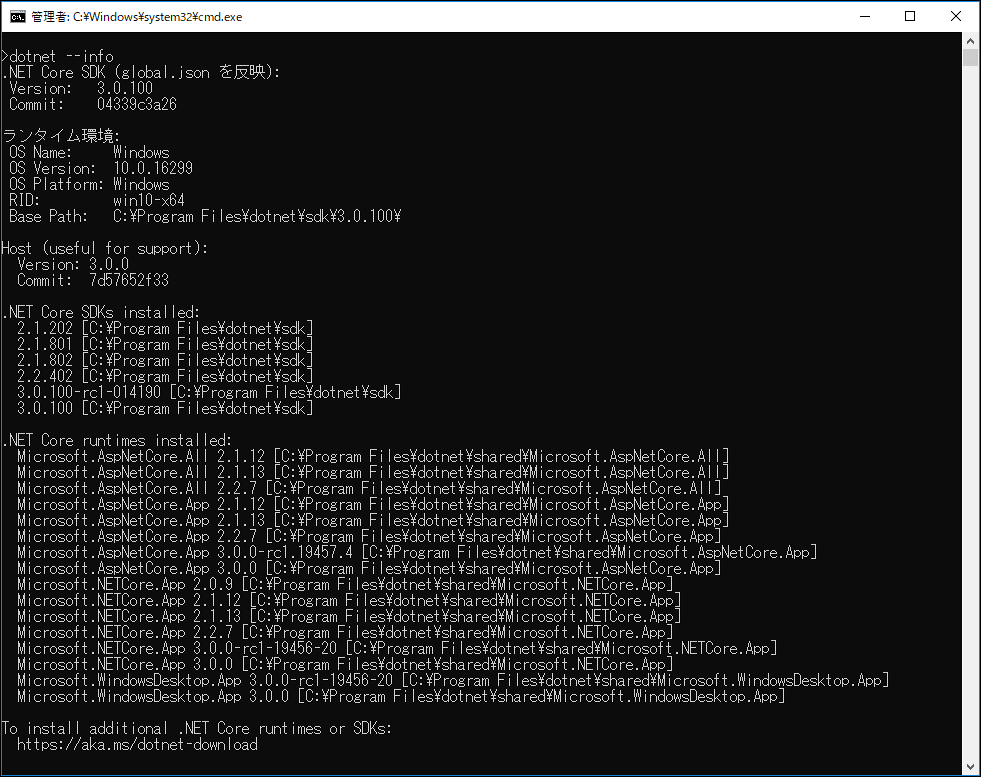 管理者: C:¥Windows¥system32¥cmd.exe
>dotnet --info
.NET Core SDK (global.json を反映):
 Version:   3.0.100
 Commit:    04339c3a26

ランタイム環境:
 OS Name:     Windows
 OS Version:  10.0.16299
 OS Platform: Windows
 RID:         win10-x64
 Base Path:   C:¥Program Files¥dotnet¥sdk¥3.0.100¥

Host (useful for support):
  Version: 3.0.0
  Commit:  7d57652f33

.NET Core SDKs installed:
  2.1.202 [C:¥Program Files¥dotnet¥sdk]
  2.1.801 [C:¥Program Files¥dotnet¥sdk]
  2.1.802 [C:¥Program Files¥dotnet¥sdk]
  2.2.402 [C:¥Program Files¥dotnet¥sdk]
  3.0.100-rc1-014190 [C:¥Program Files¥dotnet¥sdk]
  3.0.100 [C:¥Program Files¥dotnet¥sdk]

.NET Core runtimes installed:
  Microsoft.AspNetCore.All 2.1.12 [C:¥Program Files¥dotnet¥shared¥Microsoft.AspNetCore.All]
  Microsoft.AspNetCore.All 2.1.13 [C:¥Program Files¥dotnet¥shared¥Microsoft.AspNetCore.All]
  Microsoft.AspNetCore.All 2.2.7 [C:¥Program Files¥dotnet¥shared¥Microsoft.AspNetCore.All]
  Microsoft.AspNetCore.App 2.1.12 [C:¥Program Files¥dotnet¥shared¥Microsoft.AspNetCore.App]
  Microsoft.AspNetCore.App 2.1.13 [C:¥Program Files¥dotnet¥shared¥Microsoft.AspNetCore.App]
  Microsoft.AspNetCore.App 2.2.7 [C:¥Program Files¥dotnet¥shared¥Microsoft.AspNetCore.App]
  Microsoft.AspNetCore.App 3.0.0-rc1.19457.4 [C:¥Program Files¥dotnet¥shared¥Microsoft.AspNetCore.App]
  Microsoft.AspNetCore.App 3.0.0 [C:¥Program Files¥dotnet¥shared¥Microsoft.AspNetCore.App]
  Microsoft.NETCore.App 2.0.9 [C:¥Program Files¥dotnet¥shared¥Microsoft.NETCore.App]
  Microsoft.NETCore.App 2.1.12 [C:¥Program Files¥dotnet¥shared¥Microsoft.NETCore.App]
  Microsoft.NETCore.App 2.1.13 [C:¥Program Files¥dotnet¥shared¥Microsoft.NETCore.App]
  Microsoft.NETCore.App 2.2.7 [C:¥Program Files¥dotnet¥shared¥Microsoft.NETCore.App]
  Microsoft.NETCore.App 3.0.0-rc1-19456-20 [C:¥Program Files¥dotnet¥shared¥Microsoft.NETCore.App]
  Microsoft.NETCore.App 3.0.0 [C:¥Program Files¥dotnet¥shared¥Microsoft.NETCore.App]
  Microsoft.WindowsDesktop.App 3.0.0-rc1-19456-20 [C:¥Program Files¥dotnet¥shared¥Microsoft.WindowsDesktop.App]
  Microsoft.WindowsDesktop.App 3.0.0 [C:¥Program Files¥dotnet¥shared¥Microsoft.WindowsDesktop.App]

To install additional .NET Core runtimes or SDKs:
  https://aka.ms/dotnet-download